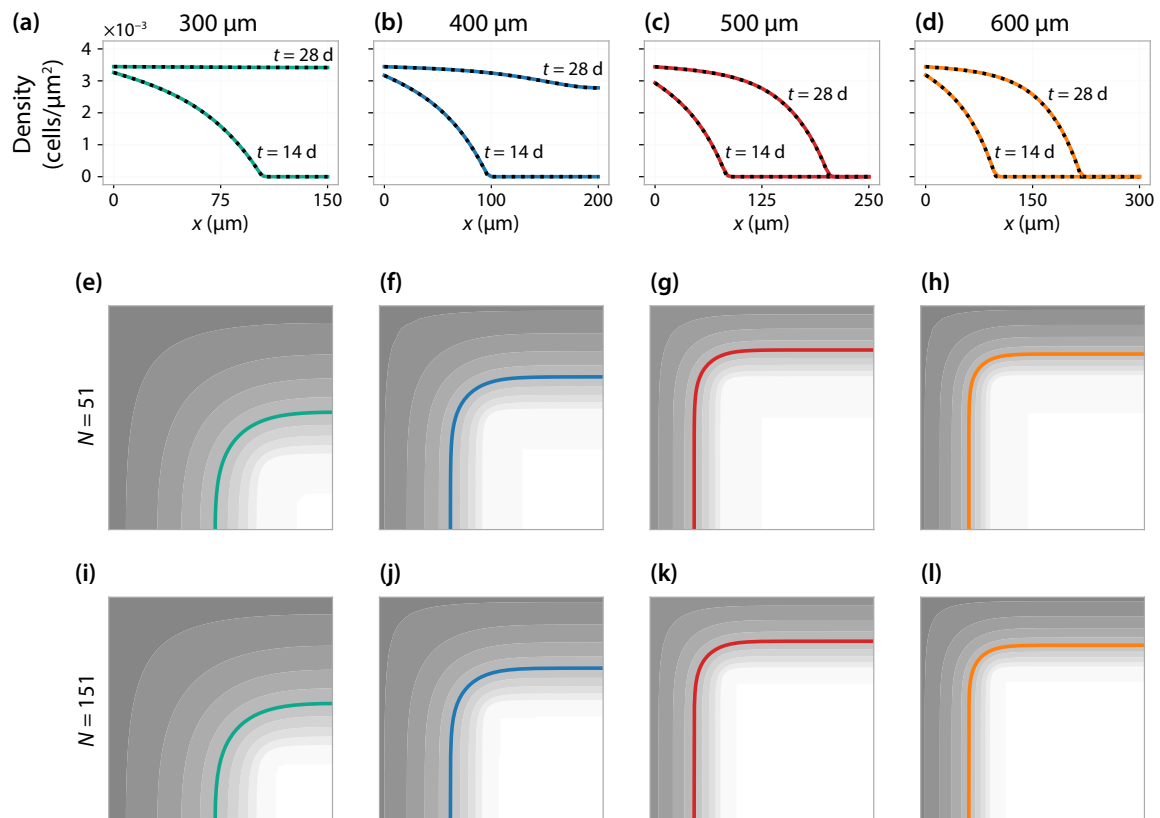 (a) 300 µm (b) 400 µm (c) 500 µm (d) 600 µm
×10⁻³
4
3
2
1
0
Density
(cells/µm²)
t = 28 d
t = 14 d
0 75 150
x (µm)
t = 28 d
t = 14 d
0 100 200
x (µm)
t = 28 d
t = 14 d
0 125 250
x (µm)
t = 28 d
t = 14 d
0 100 200 300
x (µm)
(e) (f) (g) (h)
N = 51
(i) (j) (k) (l)
N = 151